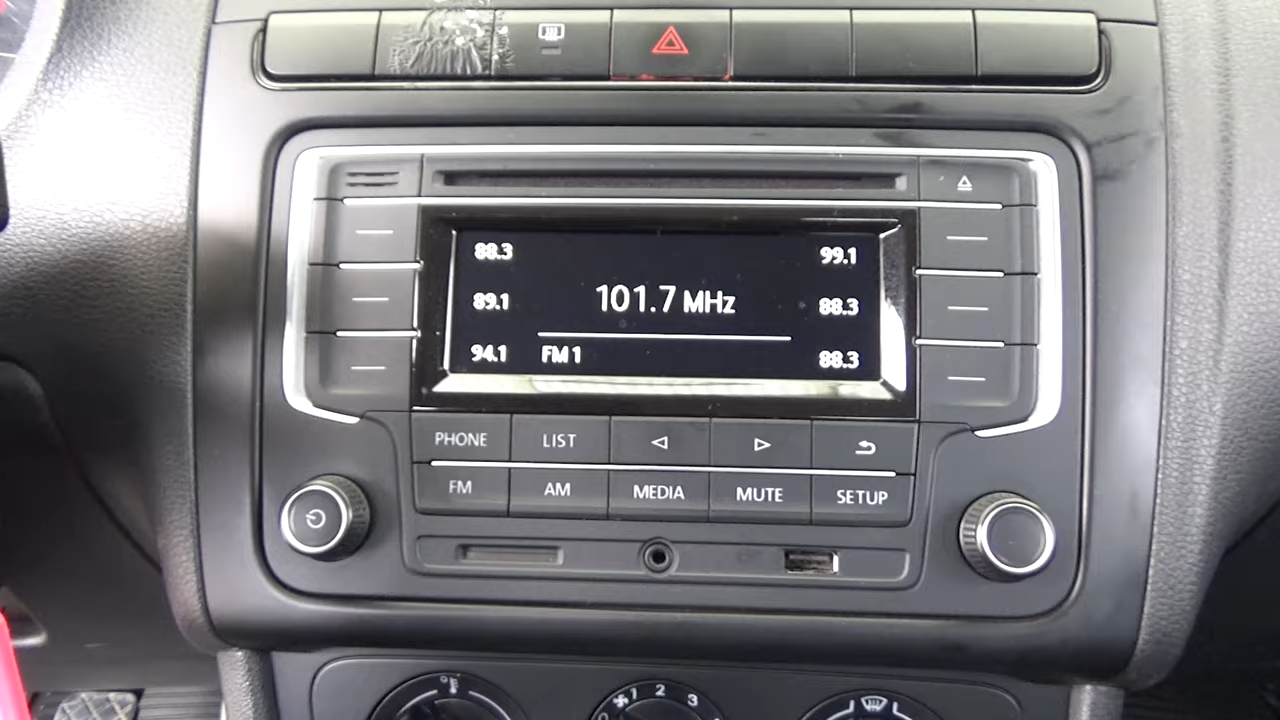 88.3
99.1
89.1
101.7 MHz
88.3
94.1
FM 1
88.3
PHONE
LIST
FM
AM
MEDIA
MUTE
SETUP
1
2
3
0